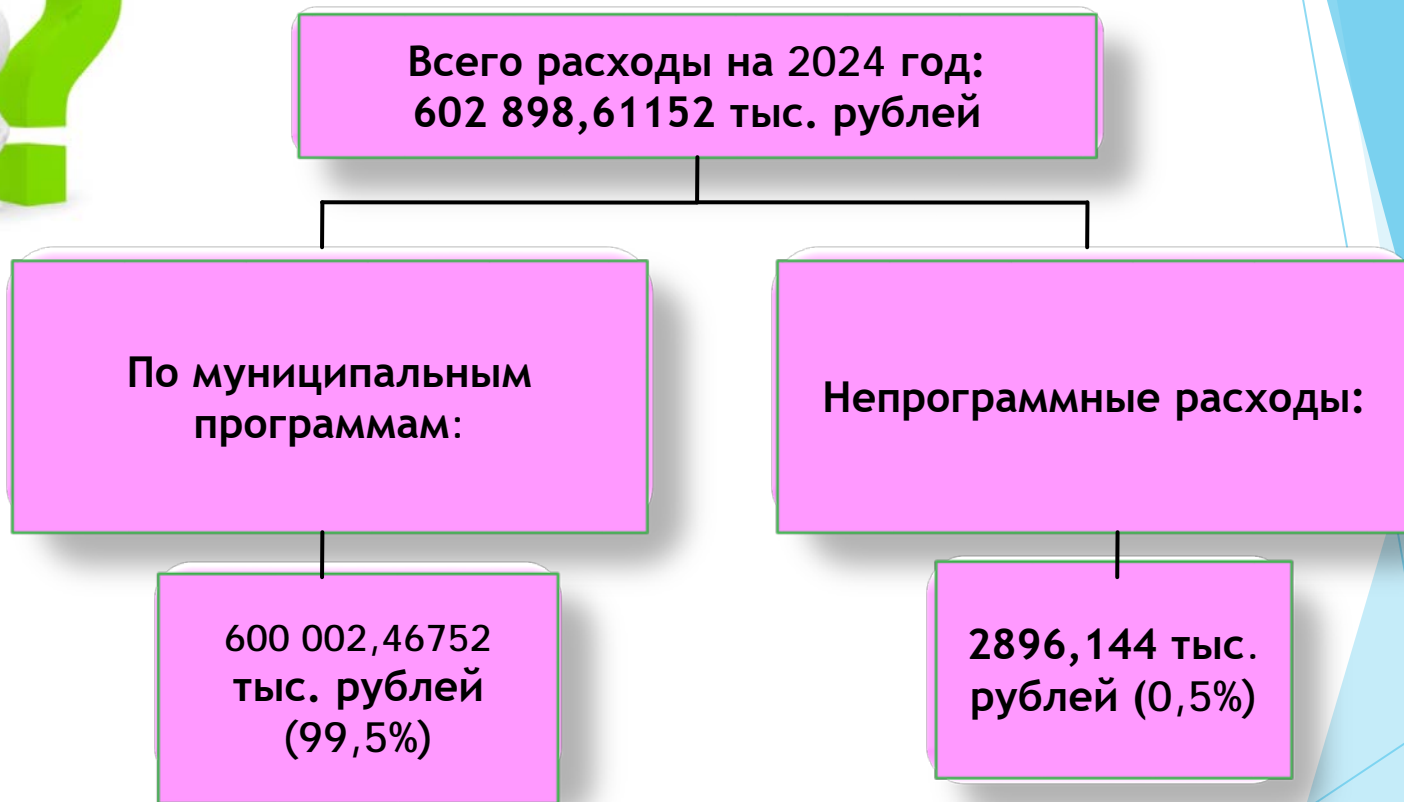 Всего расходы на 2024 год:
602 898,61152 тыс. рублей
По муниципальным
программам:
Непрограммные расходы:
600 002,46752
тыс. рублей
(99,5%)
2896,144 тыс.
рублей (0,5%)